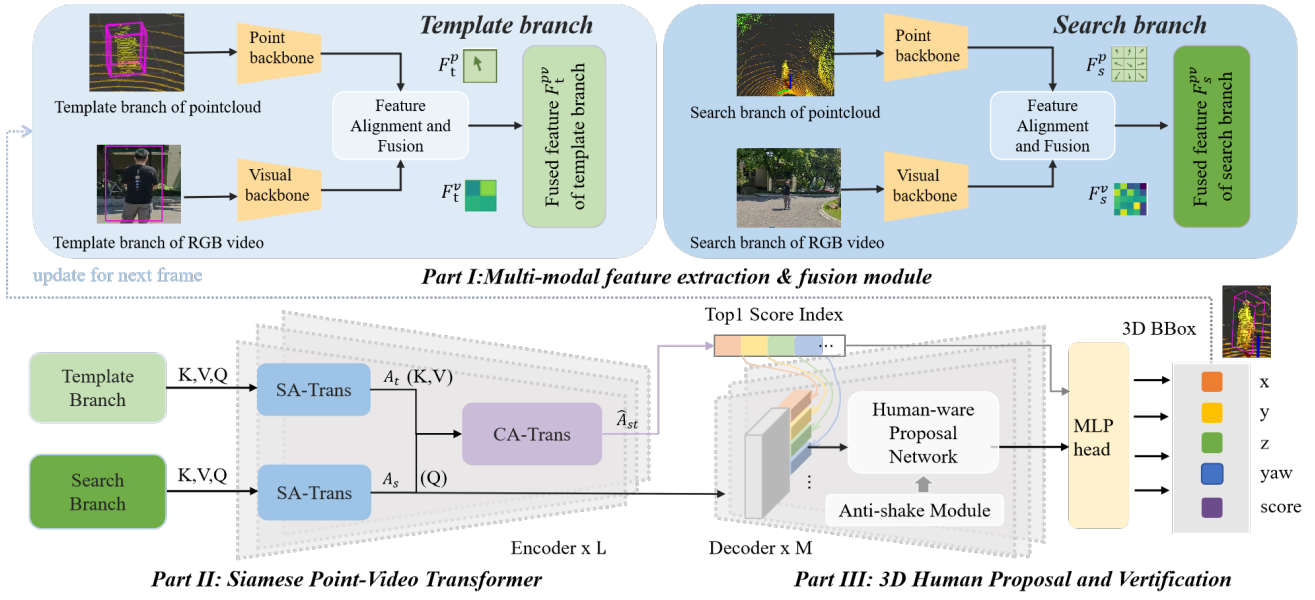 Template branch
Point
backbone
F_t^p
Template branch of pointcloud
Feature
Alignment and
Fusion
Fused feature F_t^pv
of template branch
Visual
backbone
F_t^v
Template branch of RGB video
Search branch
Point
backbone
F_s^p
Search branch of pointcloud
Feature
Alignment
and Fusion
Fused feature F_s^pv
of search branch
Visual
backbone
F_s^v
Search branch of RGB video
update for next frame
Part I:Multi-modal feature extraction & fusion module
Template
Branch
K,V,Q
SA-Trans
A_t (K,V)
CA-Trans
Â_st
Search
Branch
K,V,Q
SA-Trans
A_s
(Q)
Encoder x L
Part II: Siamese Point-Video Transformer
Top1 Score Index
...
Human-ware
Proposal
Network
...
Anti-shake Module
Decoder x M
MLP
head
3D BBox
x
y
z
yaw
score
Part III: 3D Human Proposal and Vertification